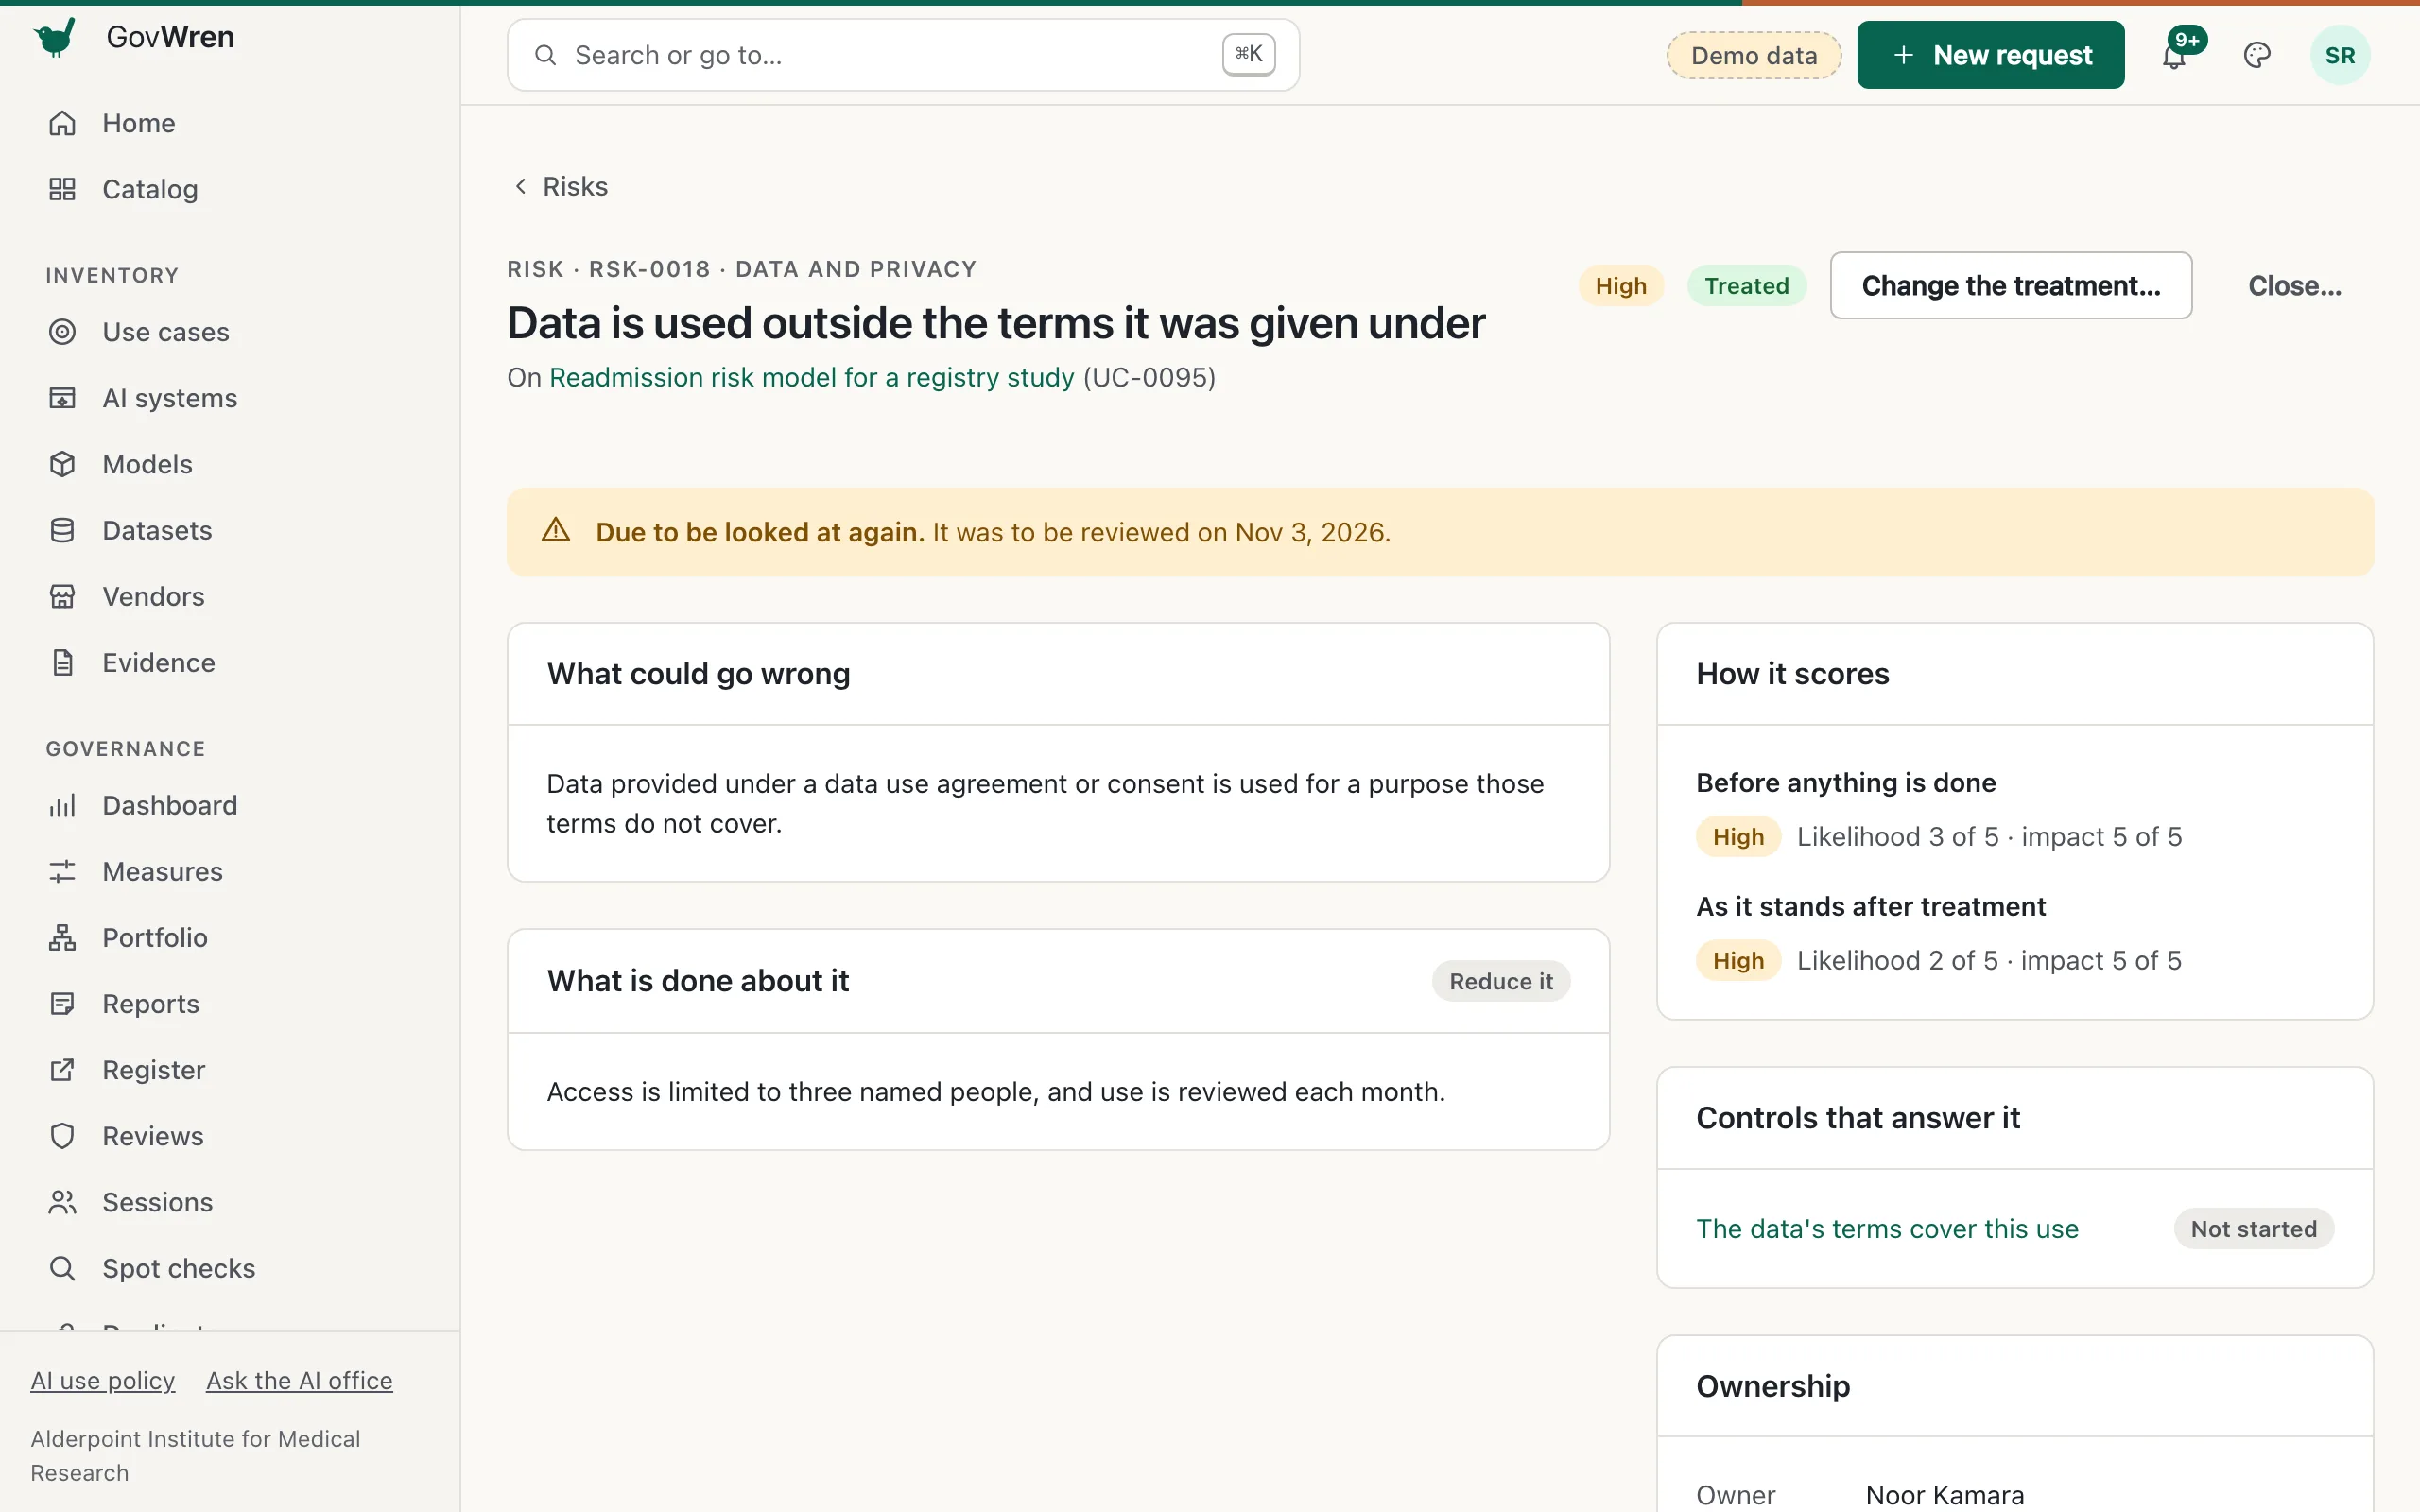 GovWren
Search or go to...
⌘K
Demo data
+ New request
9+
SR
Home
Catalog
INVENTORY
Use cases
AI systems
Models
Datasets
Vendors
Evidence
GOVERNANCE
Dashboard
Measures
Portfolio
Reports
Register
Reviews
Sessions
Spot checks
AI use policy
Ask the AI office
Alderpoint Institute for Medical
Research
Risks
RISK · RSK-0018 · DATA AND PRIVACY
Data is used outside the terms it was given under
On Readmission risk model for a registry study (UC-0095)
High
Treated
Change the treatment...
Close...
Due to be looked at again. It was to be reviewed on Nov 3, 2026.
What could go wrong
Data provided under a data use agreement or consent is used for a purpose those
terms do not cover.
What is done about it
Reduce it
Access is limited to three named people, and use is reviewed each month.
How it scores
Before anything is done
High Likelihood 3 of 5 · impact 5 of 5
As it stands after treatment
High Likelihood 2 of 5 · impact 5 of 5
Controls that answer it
The data's terms cover this use
Not started
Ownership
Owner Noor Kamara